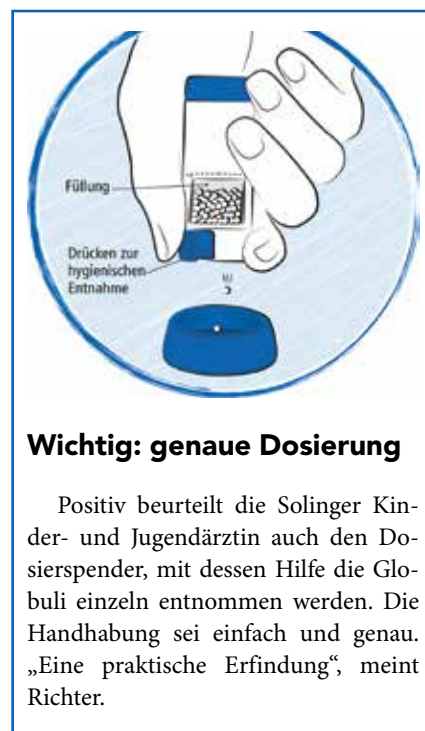 Füllung
Drücken zur
hygienischen
Entnahme
Wichtig: genaue Dosierung
Positiv beurteilt die Solinger Kin-
der- und Jugendärztin auch den Do-
sierspender, mit dessen Hilfe die Glo-
buli einzeln entnommen werden. Die
Handhabung sei einfach und genau.
„Eine praktische Erfindung“, meint
Richter.